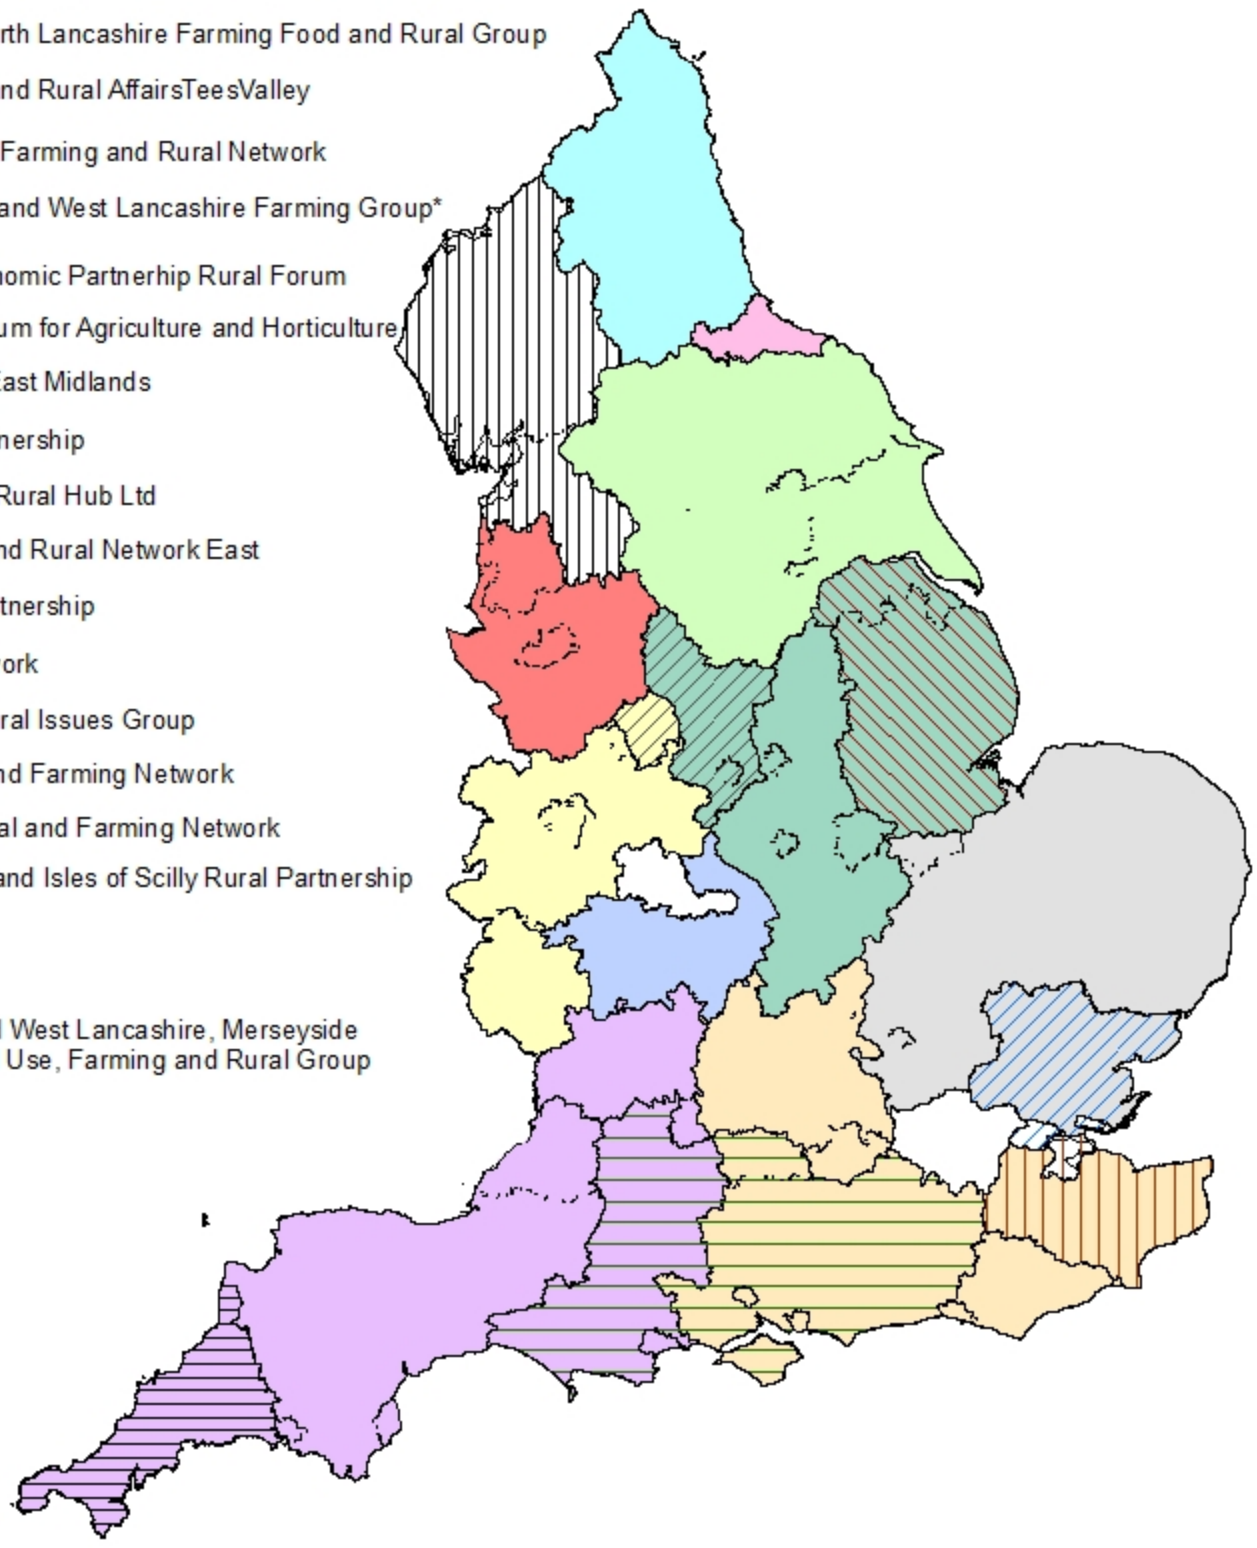 rth Lancashire Farming Food and Rural Group
nd Rural AffairsTeesValley
Farming and Rural Network
and West Lancashire Farming Group*
nomic Partnerhip Rural Forum
um for Agriculture and Horticulture
East Midlands
nership
Rural Hub Ltd
nd Rural Network East
tnership
ork
ral Issues Group
nd Farming Network
al and Farming Network
and Isles of Scilly Rural Partnership
l West Lancashire, Merseyside
Use, Farming and Rural Group